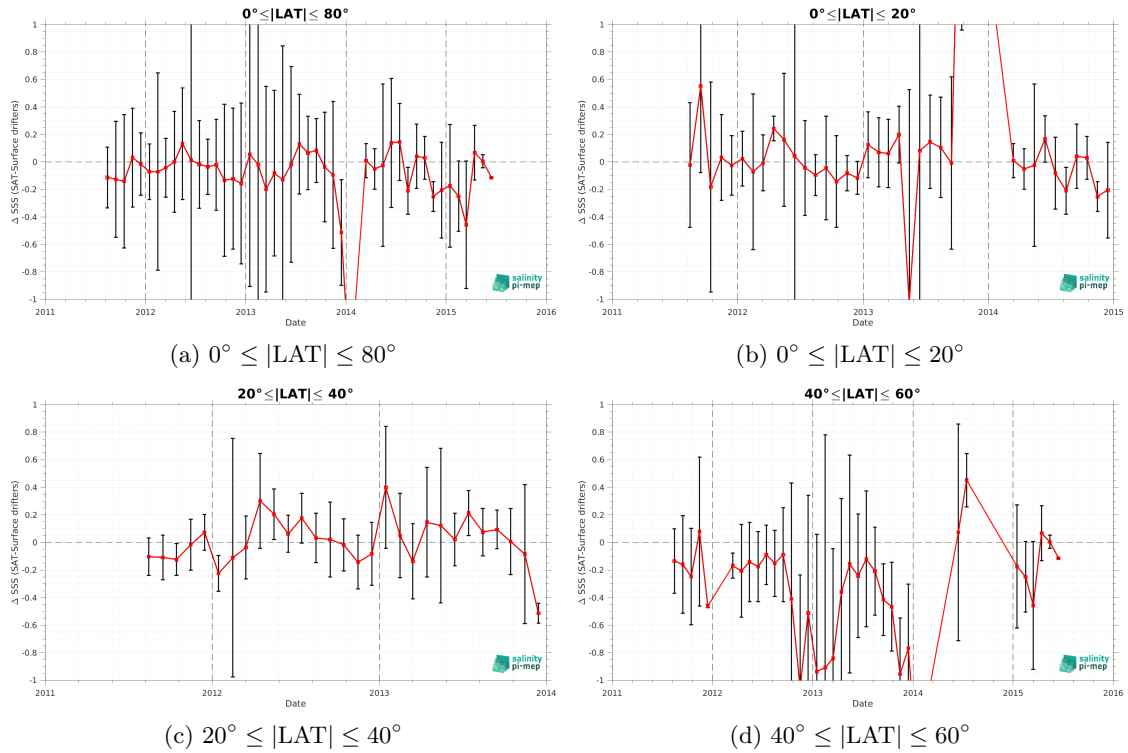 0°≤|LAT|≤ 80°
Δ SSS (SAT-Surface drifters)
1
0.8
0.6
0.4
0.2
0
-0.2
-0.4
-0.6
-0.8
-1
salinity
pi-mep
2011 2012 2013 2014 2015 2016
Date
(a) 0° ≤ |LAT| ≤ 80°
0°≤|LAT|≤ 20°
Δ SSS (SAT-Surface drifters)
1
0.8
0.6
0.4
0.2
0
-0.2
-0.4
-0.6
-0.8
-1
salinity
pi-mep
2011 2012 2013 2014 2015
Date
(b) 0° ≤ |LAT| ≤ 20°
20°≤|LAT|≤ 40°
Δ SSS (SAT-Surface drifters)
1
0.8
0.6
0.4
0.2
0
-0.2
-0.4
-0.6
-0.8
-1
salinity
pi-mep
2011 2012 2013 2014
Date
(c) 20° ≤ |LAT| ≤ 40°
40°≤|LAT|≤ 60°
Δ SSS (SAT-Surface drifters)
1
0.8
0.6
0.4
0.2
0
-0.2
-0.4
-0.6
-0.8
-1
salinity
pi-mep
2011 2012 2013 2014 2015 2016
Date
(d) 40° ≤ |LAT| ≤ 60°